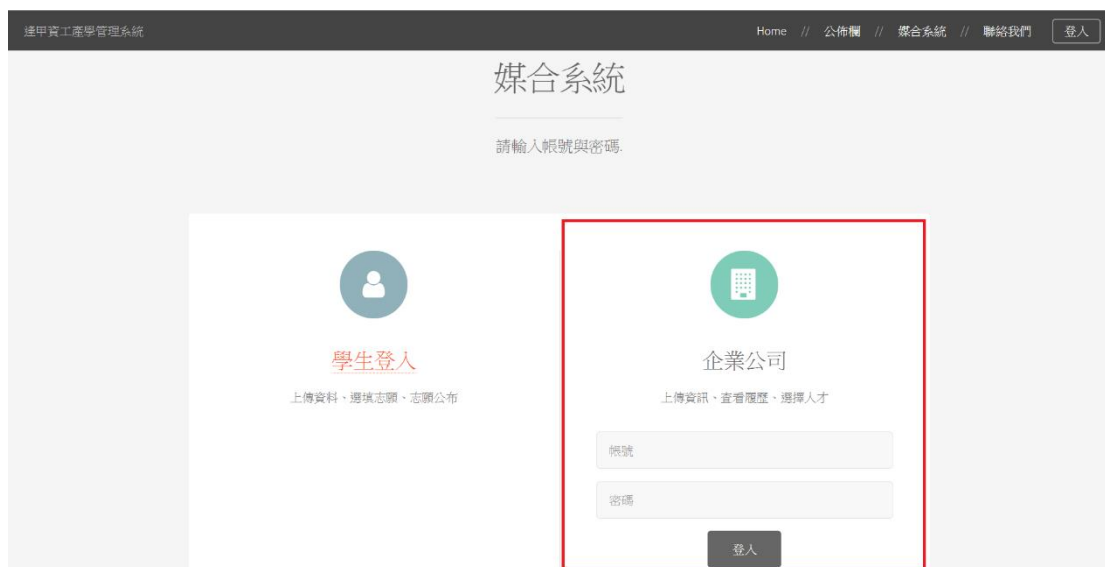 逢甲資工產學管理系統
Home // 公佈欄 // 媒合系統 // 聯絡我們 登入
媒合系統
請輸入帳號與密碼.
學生登入
上傳資料、選填志願、志願公布
企業公司
上傳資訊、查看履歷、選擇人才
帳號
密碼
登入